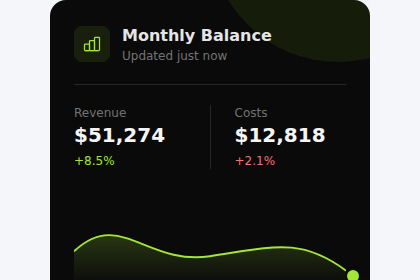 Monthly Balance
Updated just now
Revenue
$51,274
+8.5%
Costs
$12,818
+2.1%